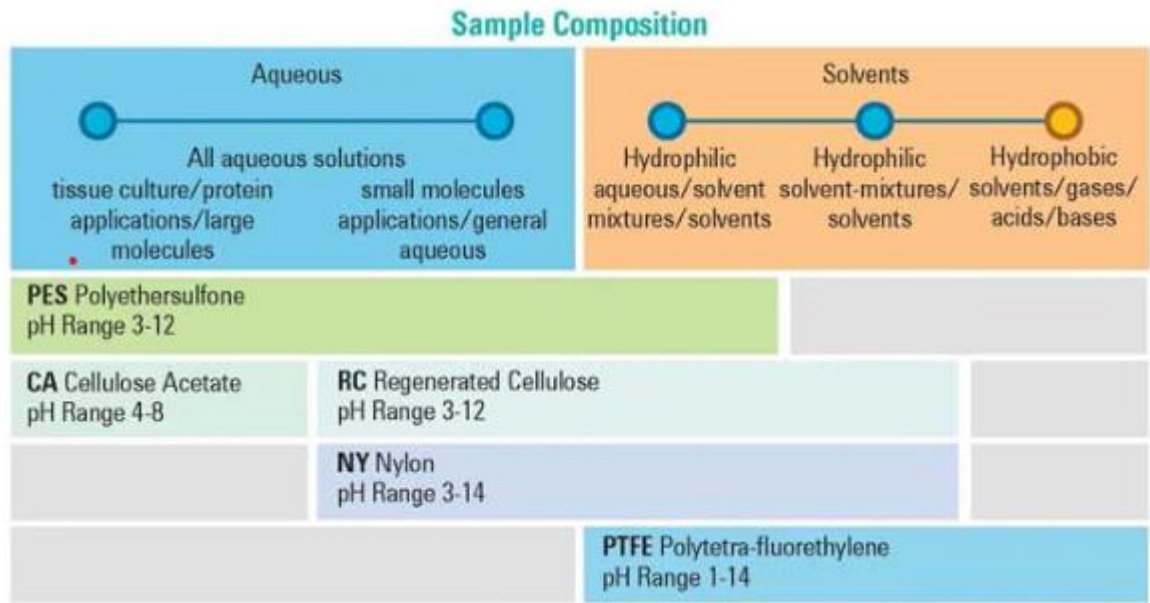 Sample Composition
Aqueous
All aqueous solutions
tissue culture/protein
applications/large
molecules
small molecules
applications/general
aqueous
Solvents
Hydrophilic
aqueous/solvent
mixtures/solvents
Hydrophilic
solvent-mixtures/
solvents
Hydrophobic
solvents/gases/
acids/bases
PES Polyethersulfone
pH Range 3-12
CA Cellulose Acetate
pH Range 4-8
RC Regenerated Cellulose
pH Range 3-12
NY Nylon
pH Range 3-14
PTFE Polytetra-fluorethylene
pH Range 1-14